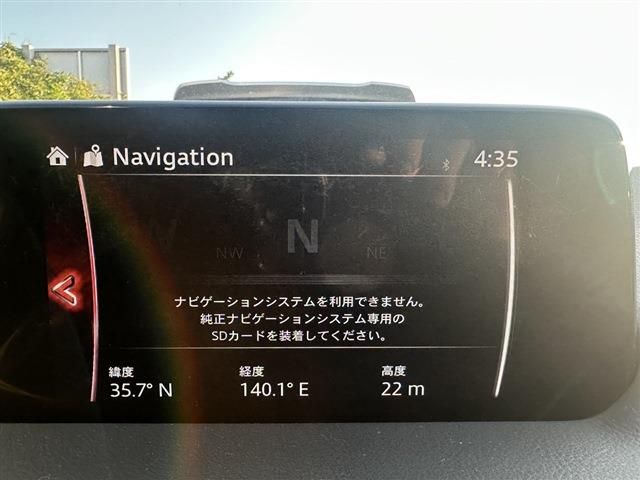 Navigation
4:35
NW N NE
ナビゲーションシステムを利用できません。
純正ナビゲーションシステム専用の
SDカードを装着してください。
緯度 経度 高度
35.7° N 140.1° E 22 m